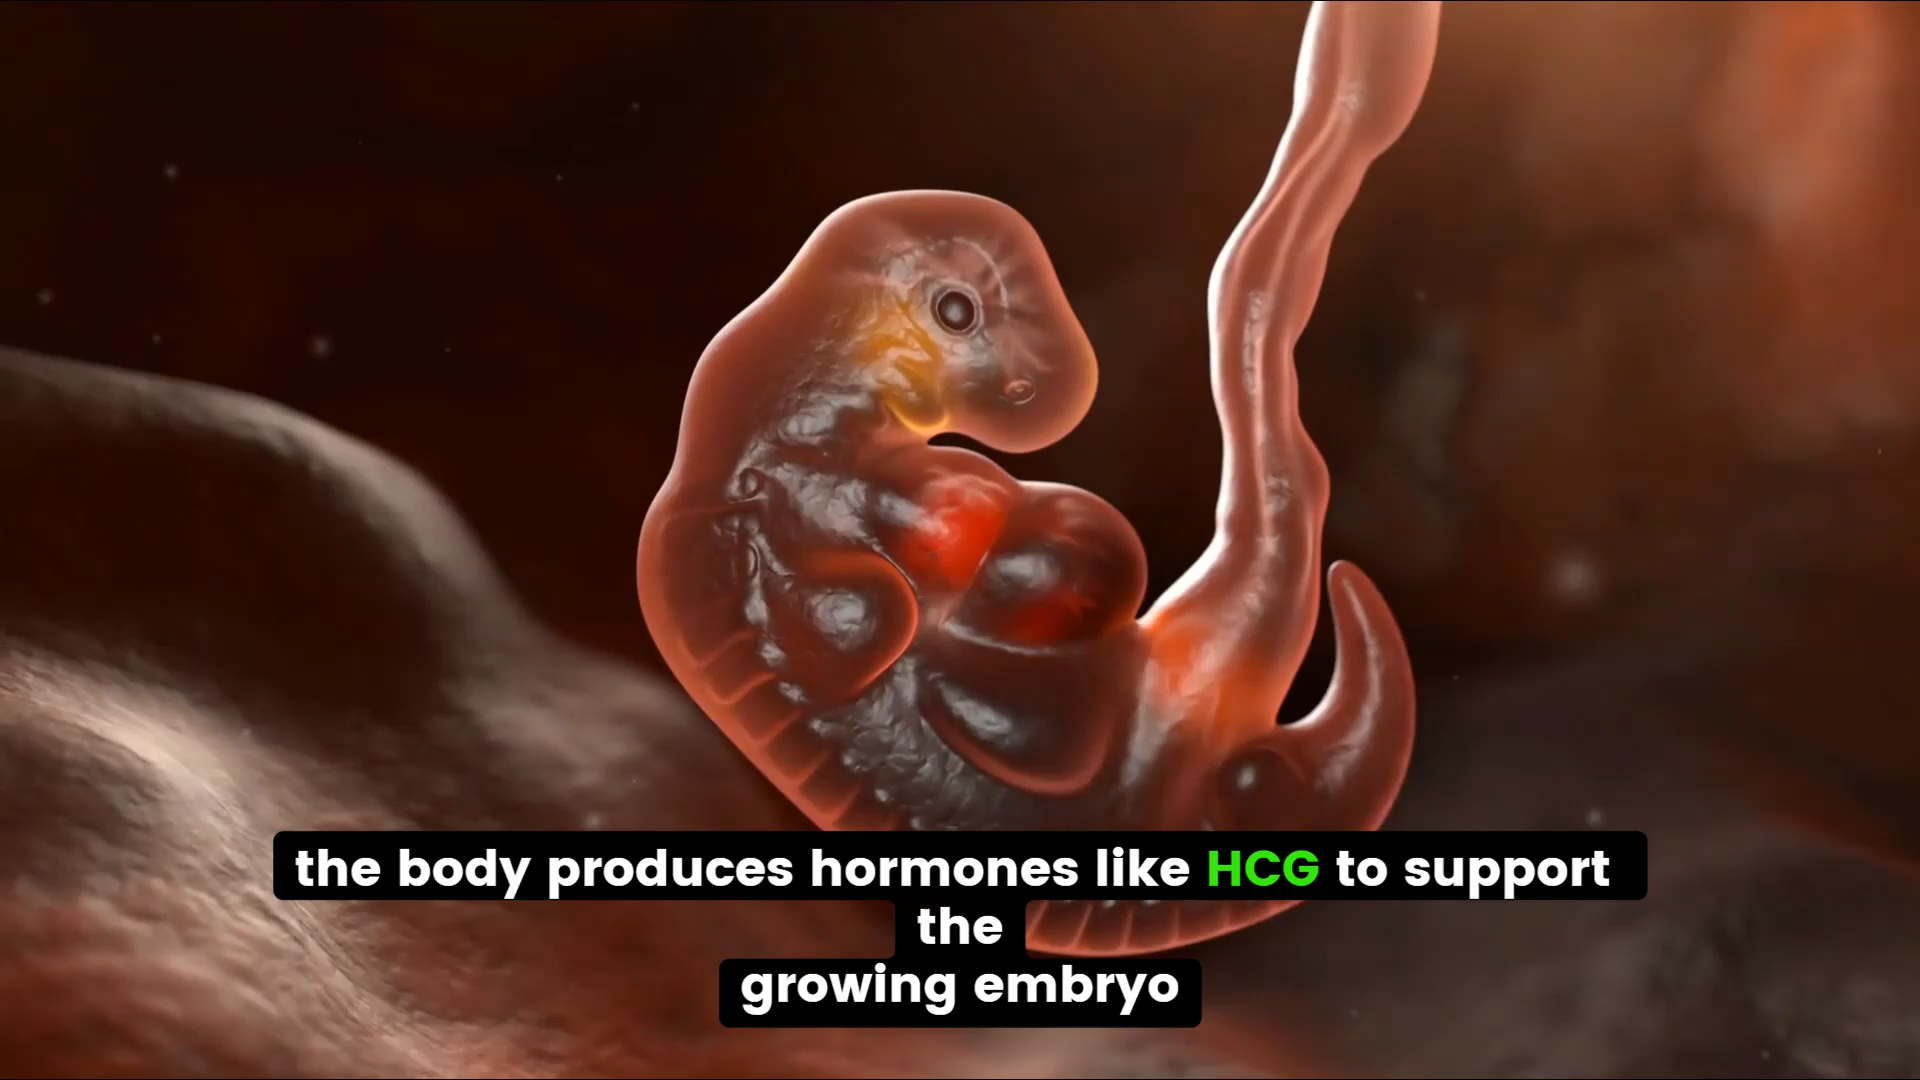 the body produces hormones like HCG to support
the
growing embryo